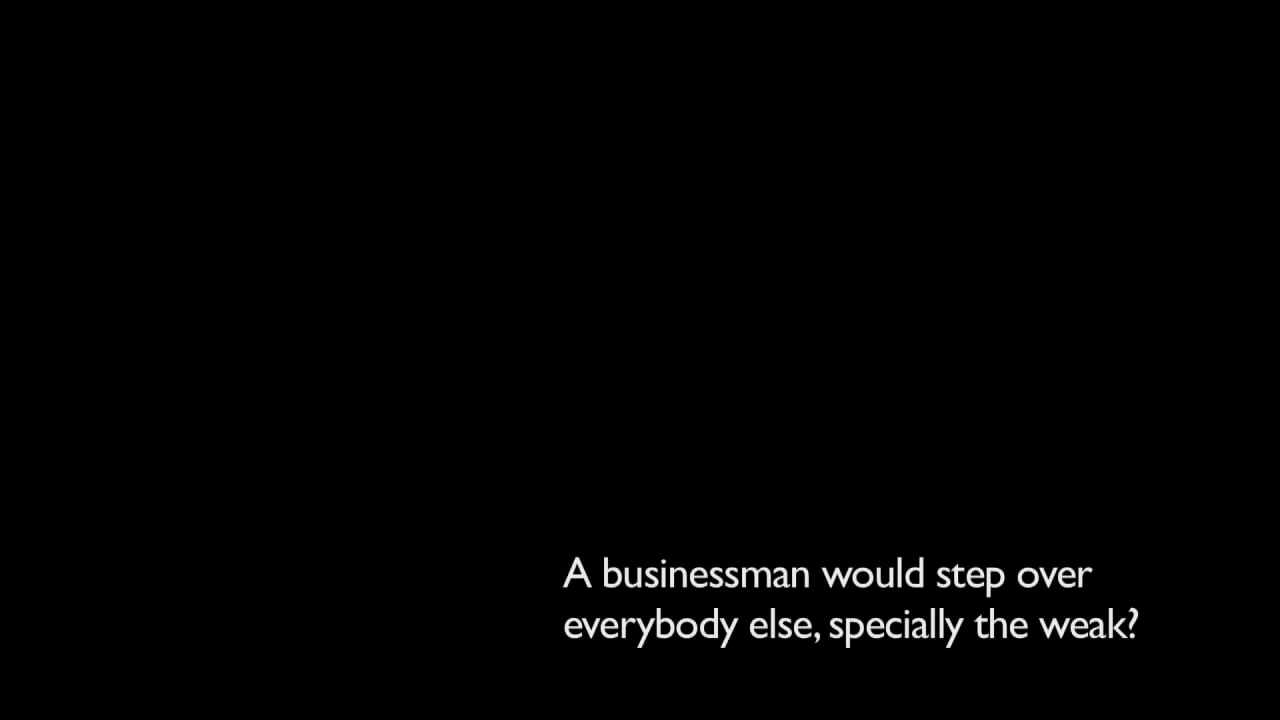 A businessman would step over
everybody else, specially the weak?